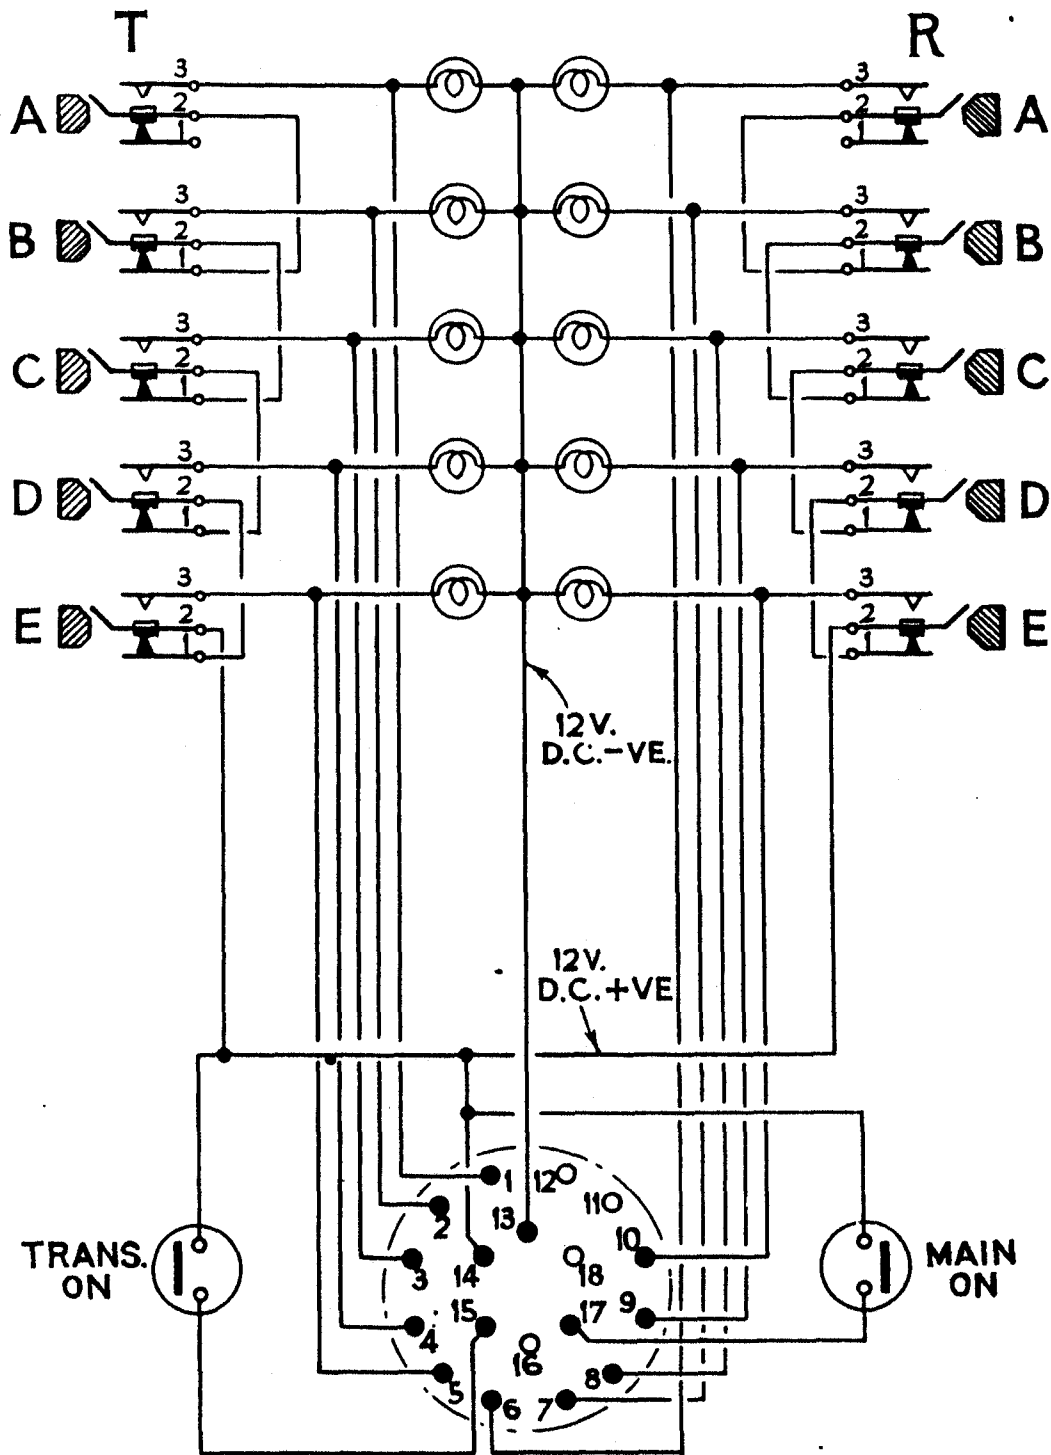 T R
3 3
A 2 2 A
1 1
3 3
B 2 2 B
1 1
3 3
C 2 2 C
1 1
3 3
D 2 2 D
1 1
3 3
E 2 2 E
1 1
12V.
D.C.-VE.
12V.
D.C.+VE
1 12 11
2 13 10
TRANS.
ON
3 14 18
MAIN
ON
15 17 9
4 16
5 8
6 7